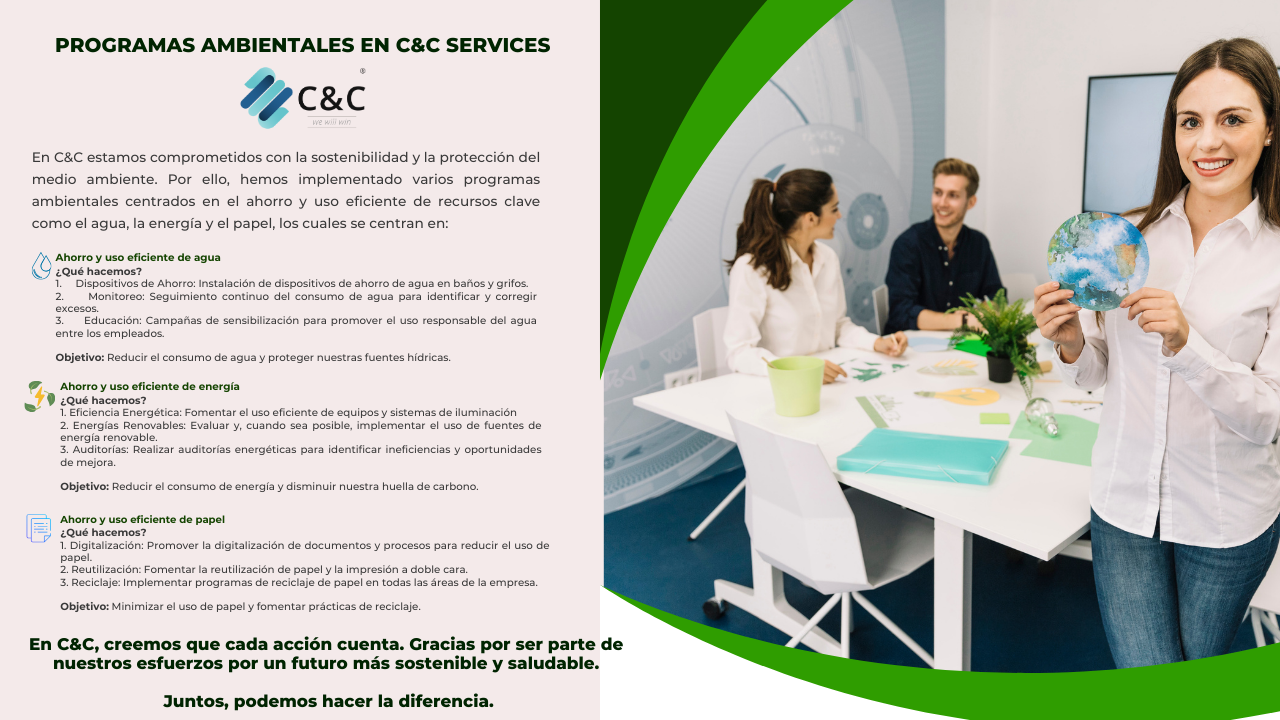 PROGRAMAS AMBIENTALES EN C&C SERVICES
C&C®
we will win
En C&C estamos comprometidos con la sostenibilidad y la protección del
medio ambiente. Por ello, hemos implementado varios programas
ambientales centrados en el ahorro y uso eficiente de recursos clave
como el agua, la energía y el papel, los cuales se centran en:
Ahorro y uso eficiente de agua
¿Qué hacemos?
1. Dispositivos de Ahorro: Instalación de dispositivos de ahorro de agua en baños y grifos.
2. Monitoreo: Seguimiento continuo del consumo de agua para identificar y corregir
excesos.
3. Educación: Campañas de sensibilización para promover el uso responsable del agua
entre los empleados.
Objetivo: Reducir el consumo de agua y proteger nuestras fuentes hídricas.
Ahorro y uso eficiente de energía
¿Qué hacemos?
1. Eficiencia Energética: Fomentar el uso eficiente de equipos y sistemas de iluminación
2. Energías Renovables: Evaluar y, cuando sea posible, implementar el uso de fuentes de
energía renovable.
3. Auditorías: Realizar auditorías energéticas para identificar ineficiencias y oportunidades
de mejora.
Objetivo: Reducir el consumo de energía y disminuir nuestra huella de carbono.
Ahorro y uso eficiente de papel
¿Qué hacemos?
1. Digitalización: Promover la digitalización de documentos y procesos para reducir el uso de
papel.
2. Reutilización: Fomentar la reutilización de papel y la impresión a doble cara.
3. Reciclaje: Implementar programas de reciclaje de papel en todas las áreas de la empresa.
Objetivo: Minimizar el uso de papel y fomentar prácticas de reciclaje.
En C&C, creemos que cada acción cuenta. Gracias por ser parte de
nuestros esfuerzos por un futuro más sostenible y saludable.
Juntos, podemos hacer la diferencia.